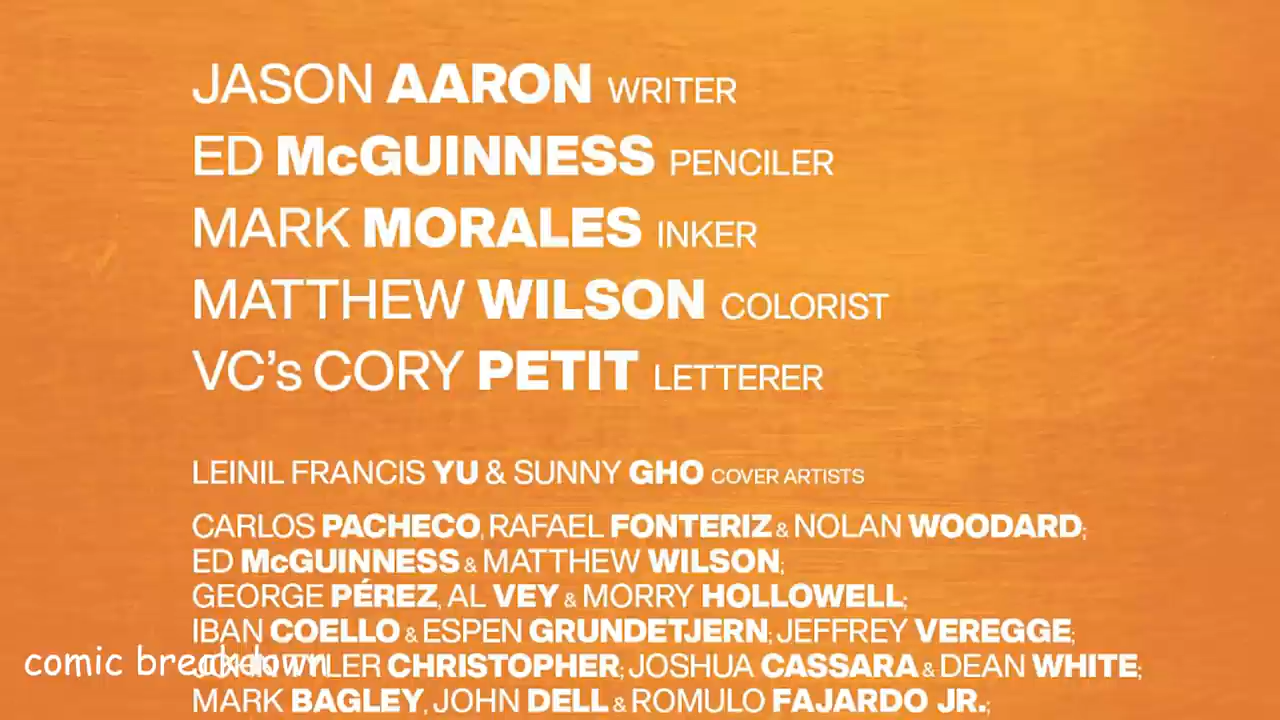 JASON AARON WRITER
ED McGUINNESS PENCILER
MARK MORALES INKER
MATTHEW WILSON COLORIST
VC's CORY PETIT LETTERER
LEINIL FRANCIS YU & SUNNY GHO COVER ARTISTS
CARLOS PACHECO, RAFAEL FONTERIZ & NOLAN WOODARD;
ED McGUINNESS & MATTHEW WILSON;
GEORGE PÉREZ, AL VEY & MORRY HOLLOWELL;
IBAN COELLO & ESPEN GRUNDETJERN; JEFFREY VEREGGE;
comic breakdown
CHRISTOPHER; JOSHUA CASSARA & DEAN WHITE;
MARK BAGLEY, JOHN DELL & ROMULO FAJARDO JR.;